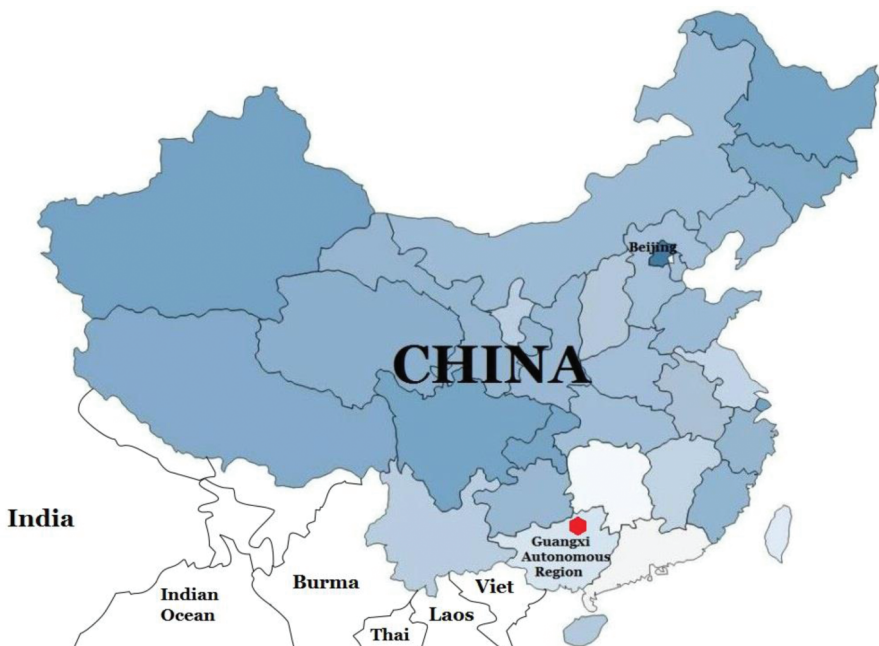 Beijing
CHINA
India
Guangxi
Autonomous
Region
Burma
Viet
Indian
Ocean
Laos
Thai